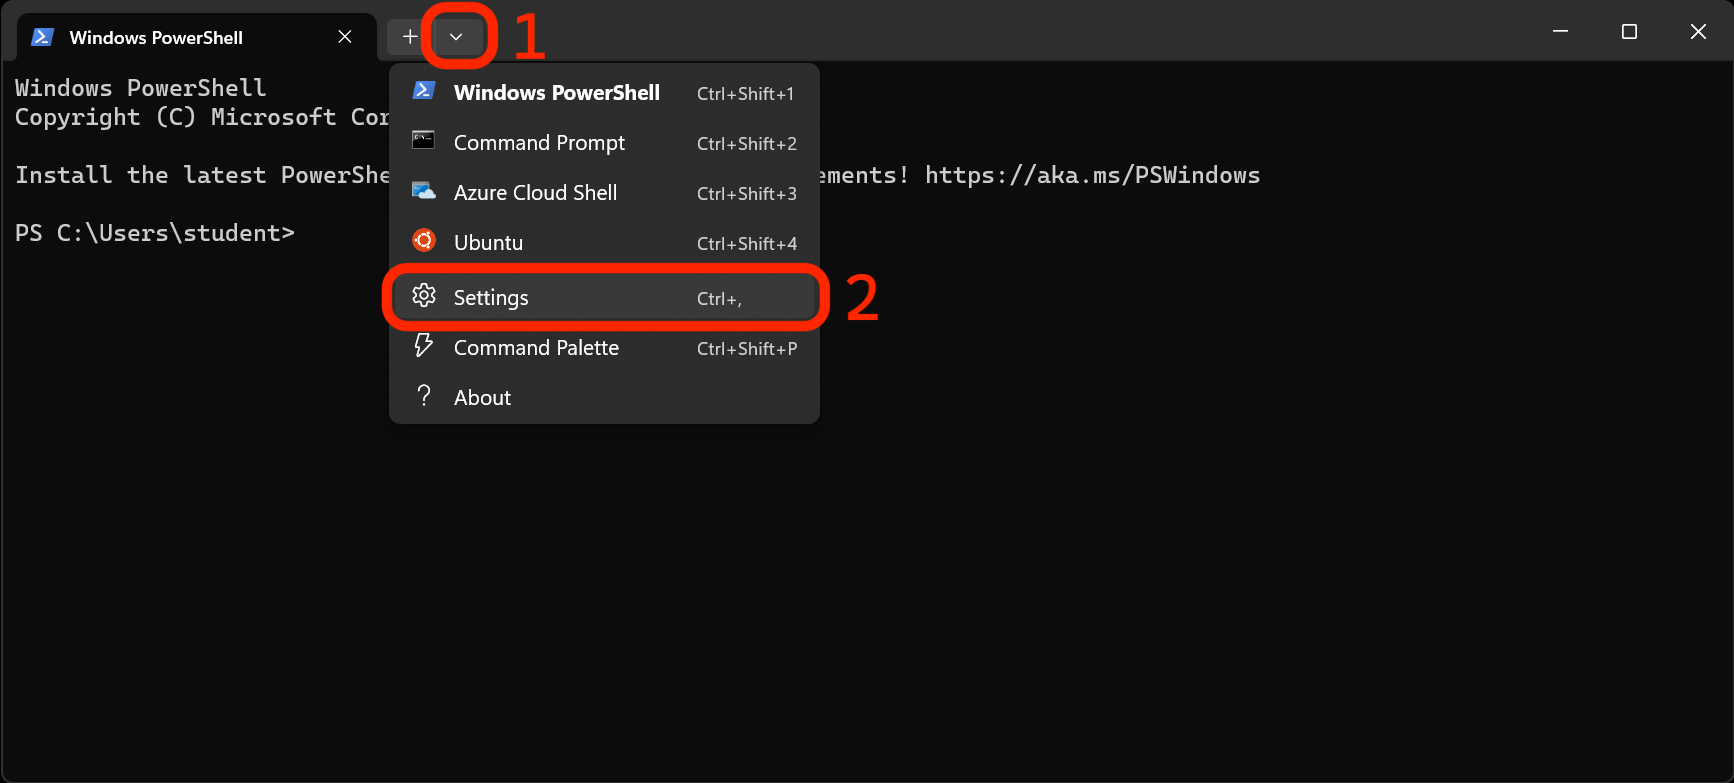 Windows PowerShell
1
Windows PowerShell
Copyright (C) Microsoft Cor
Install the latest PowerShe ements! https://aka.ms/PSWindows
PS C:\Users\student>
Windows PowerShell Ctrl+Shift+1
Command Prompt Ctrl+Shift+2
Azure Cloud Shell Ctrl+Shift+3
Ubuntu Ctrl+Shift+4
Settings Ctrl+, 2
Command Palette Ctrl+Shift+P
About